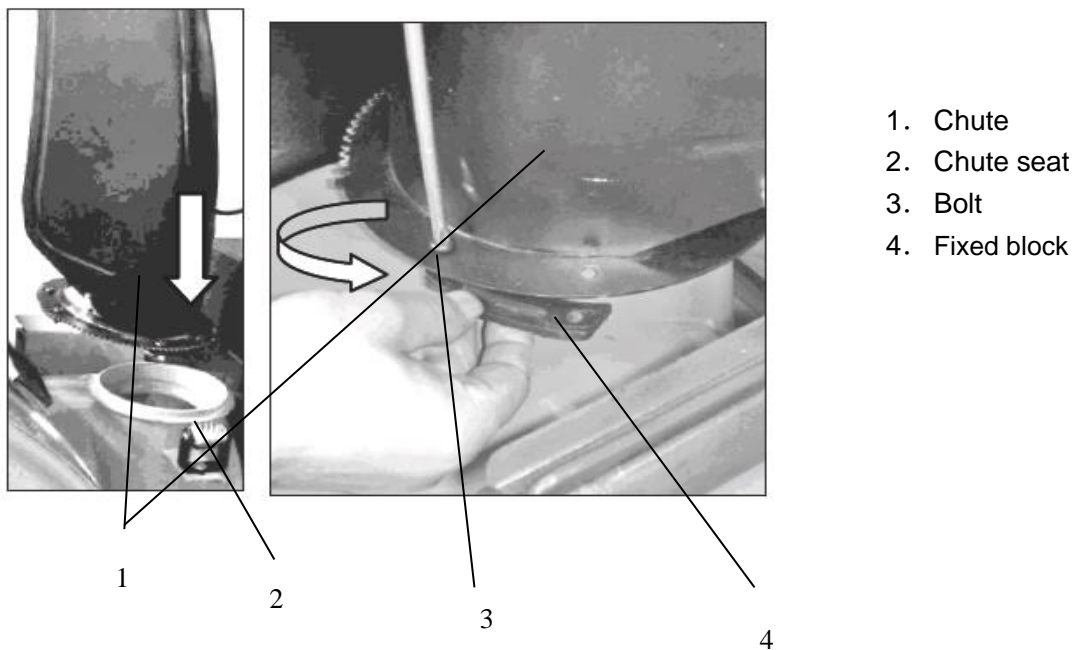 1. Chute
2. Chute seat
3. Bolt
4. Fixed block
1
2
3
4